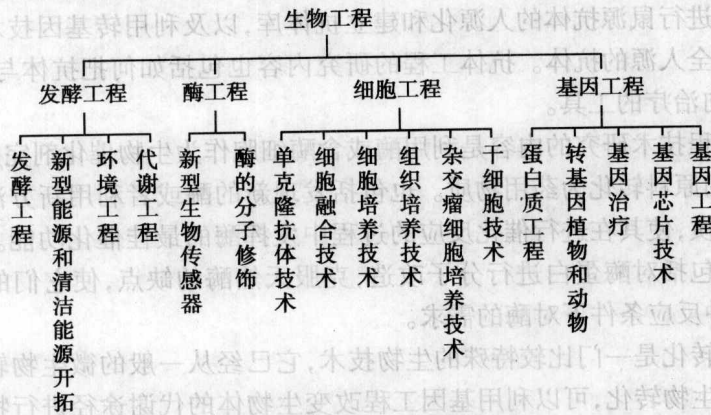 生物工程
发酵工程
酶工程
细胞工程
基因工程
发酵工程
新型能源和清洁能源开拓
环境工程
代谢工程
新型生物传感器
酶的分子修饰
单克隆抗体技术
细胞融合技术
细胞培养技术
组织培养技术
杂交瘤细胞培养技术
干细胞技术
蛋白质工程
转基因植物和动物
基因治疗
基因芯片技术
基因工程